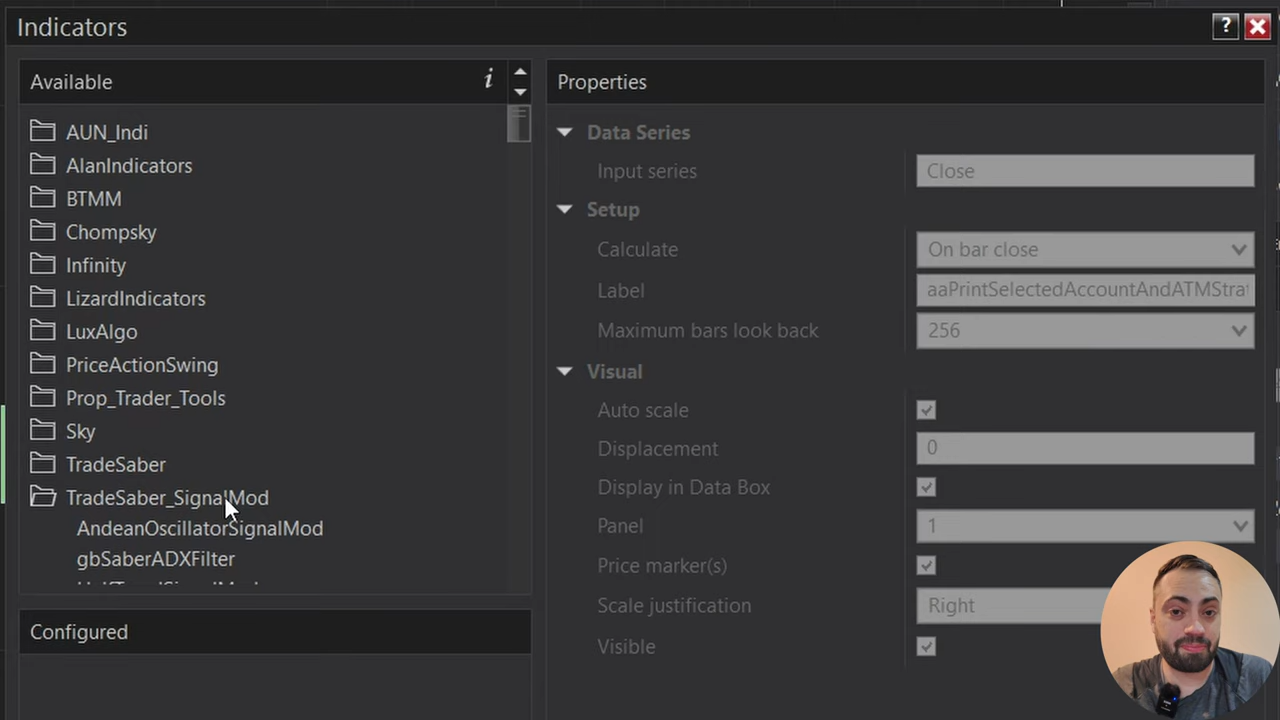 Indicators
?
Available
i
AUN_Indi
AlanIndicators
BTMM
Chompsky
Infinity
LizardIndicators
LuxAlgo
PriceActionSwing
Prop_Trader_Tools
Sky
TradeSaber
TradeSaber_SignalMod
AndeanOscillatorSignalMod
gbSaberADXFilter
Configured
Properties
Data Series
Input series Close
Setup
Calculate On bar close
Label aaPrintSelectedAccountAndATMStrat
Maximum bars look back 256
Visual
Auto scale
Displacement 0
Display in Data Box
Panel 1
Price marker(s)
Scale justification Right
Visible